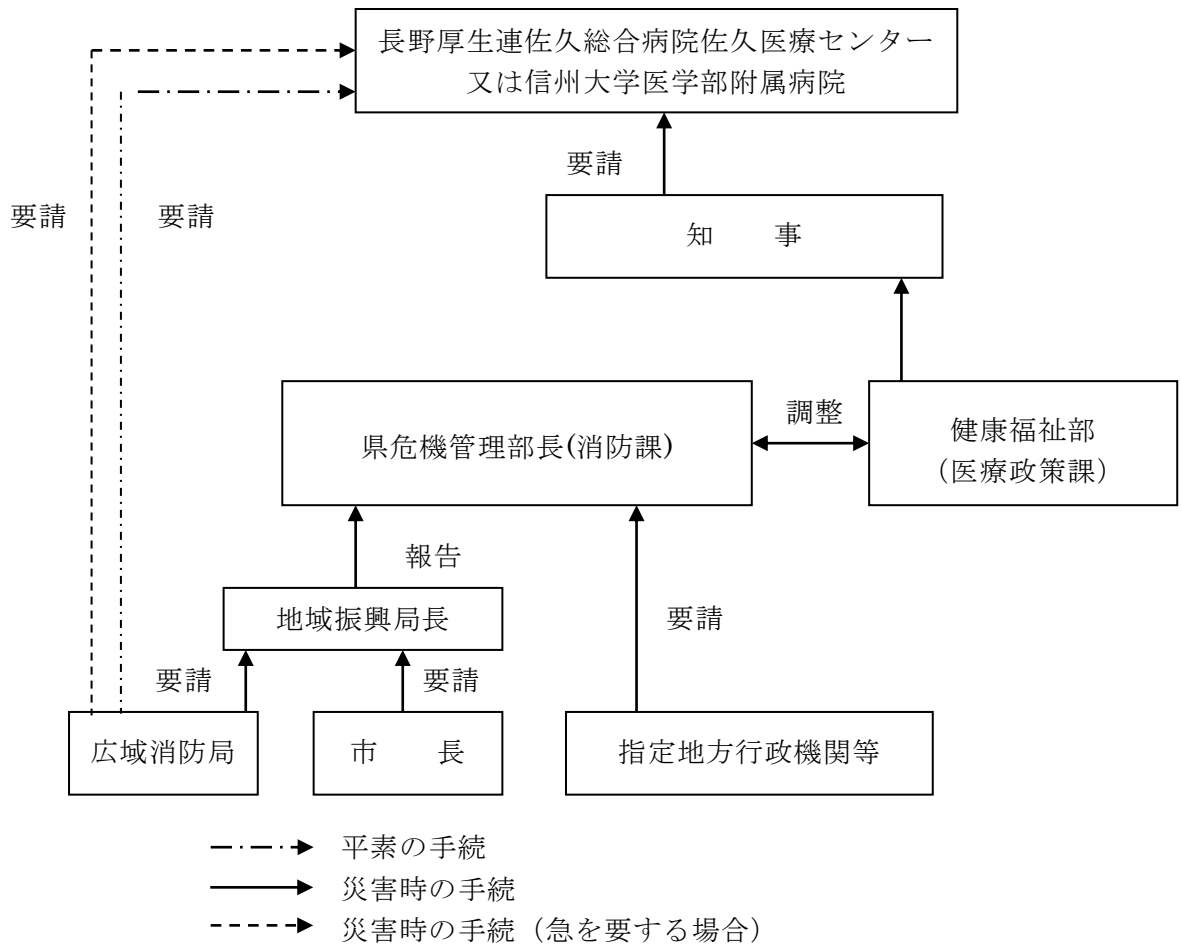 長野厚生連佐久総合病院佐久医療センター
又は信州大学医学部附属病院
要請
要請
要請
知　　事
県危機管理部長(消防課)
調整
健康福祉部
（医療政策課）
報告
地域振興局長
要請
要請
要請
広域消防局
市　　長
指定地方行政機関等
平素の手続
災害時の手続
災害時の手続（急を要する場合）